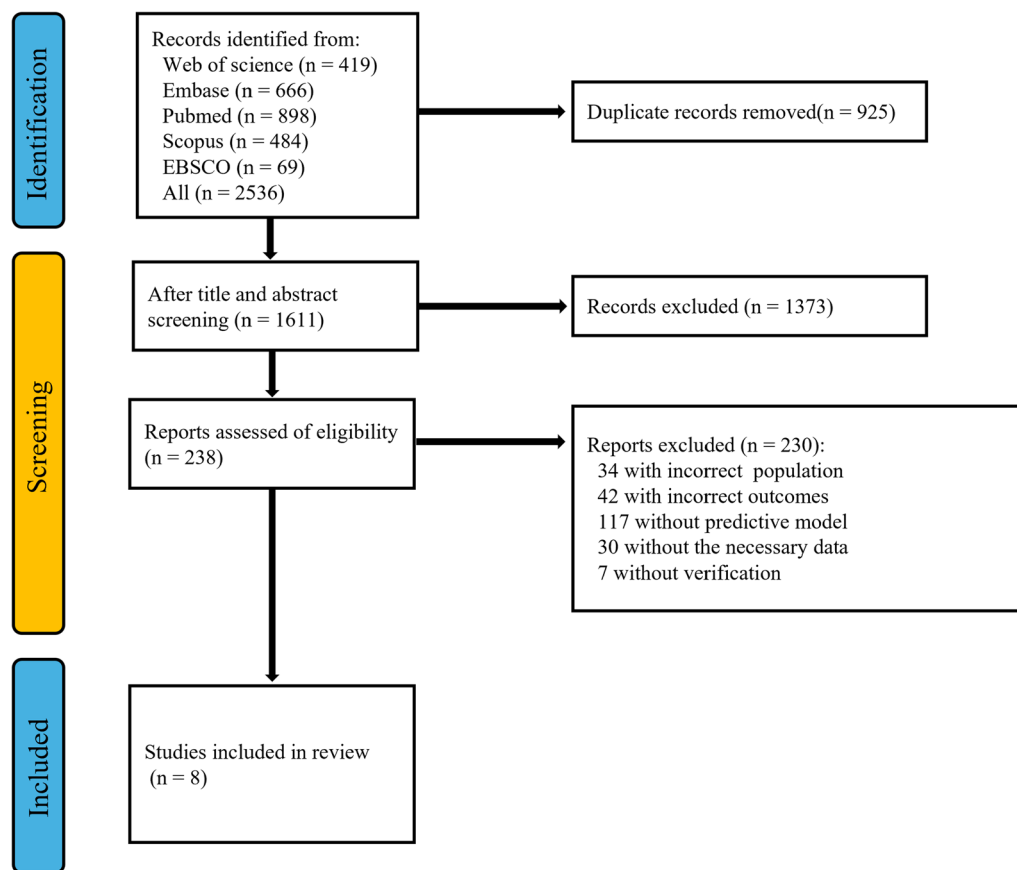 Identification
Records identified from:
Web of science (n = 419)
Embase (n = 666)
Pubmed (n = 898)
Scopus (n = 484)
EBSCO (n = 69)
All (n = 2536)
Duplicate records removed(n = 925)
Screening
After title and abstract
screening (n = 1611)
Records excluded (n = 1373)
Reports assessed of eligibility
(n = 238)
Reports excluded (n = 230):
34 with incorrect population
42 with incorrect outcomes
117 without predictive model
30 without the necessary data
7 without verification
Included
Studies included in review
(n = 8)